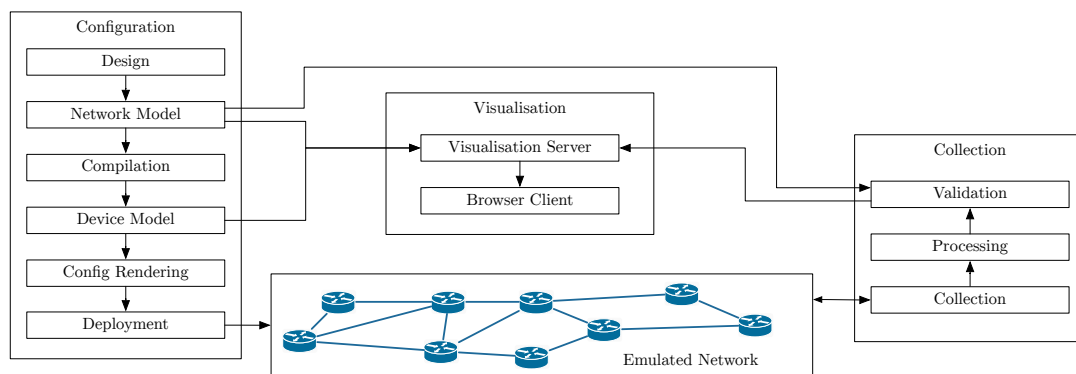 Configuration
Design
Network Model
Compilation
Device Model
Config Rendering
Deployment
Visualisation
Visualisation Server
Browser Client
Emulated Network
Collection
Validation
Processing
Collection